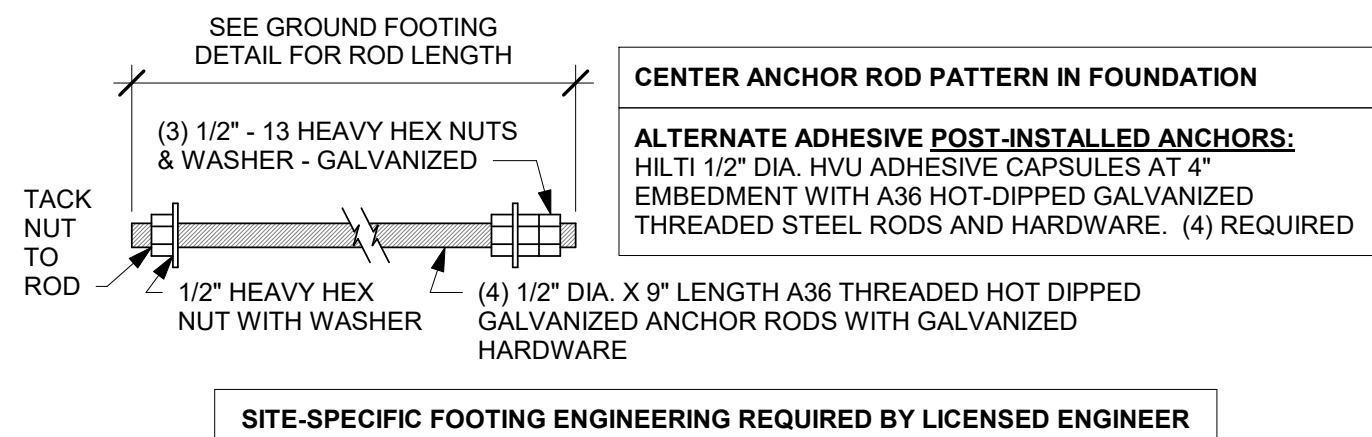 SEE GROUND FOOTING
DETAIL FOR ROD LENGTH
CENTER ANCHOR ROD PATTERN IN FOUNDATION
ALTERNATE ADHESIVE POST-INSTALLED ANCHORS:
HILTI 1/2" DIA. HVU ADHESIVE CAPSULES AT 4"
EMBEDMENT WITH A36 HOT-DIPPED GALVANIZED
THREADED STEEL RODS AND HARDWARE. (4) REQUIRED
(3) 1/2" - 13 HEAVY HEX NUTS
& WASHER - GALVANIZED
TACK
NUT
TO
ROD
1/2" HEAVY HEX
NUT WITH WASHER
(4) 1/2" DIA. X 9" LENGTH A36 THREADED HOT DIPPED
GALVANIZED ANCHOR RODS WITH GALVANIZED
HARDWARE
SITE-SPECIFIC FOOTING ENGINEERING REQUIRED BY LICENSED ENGINEER